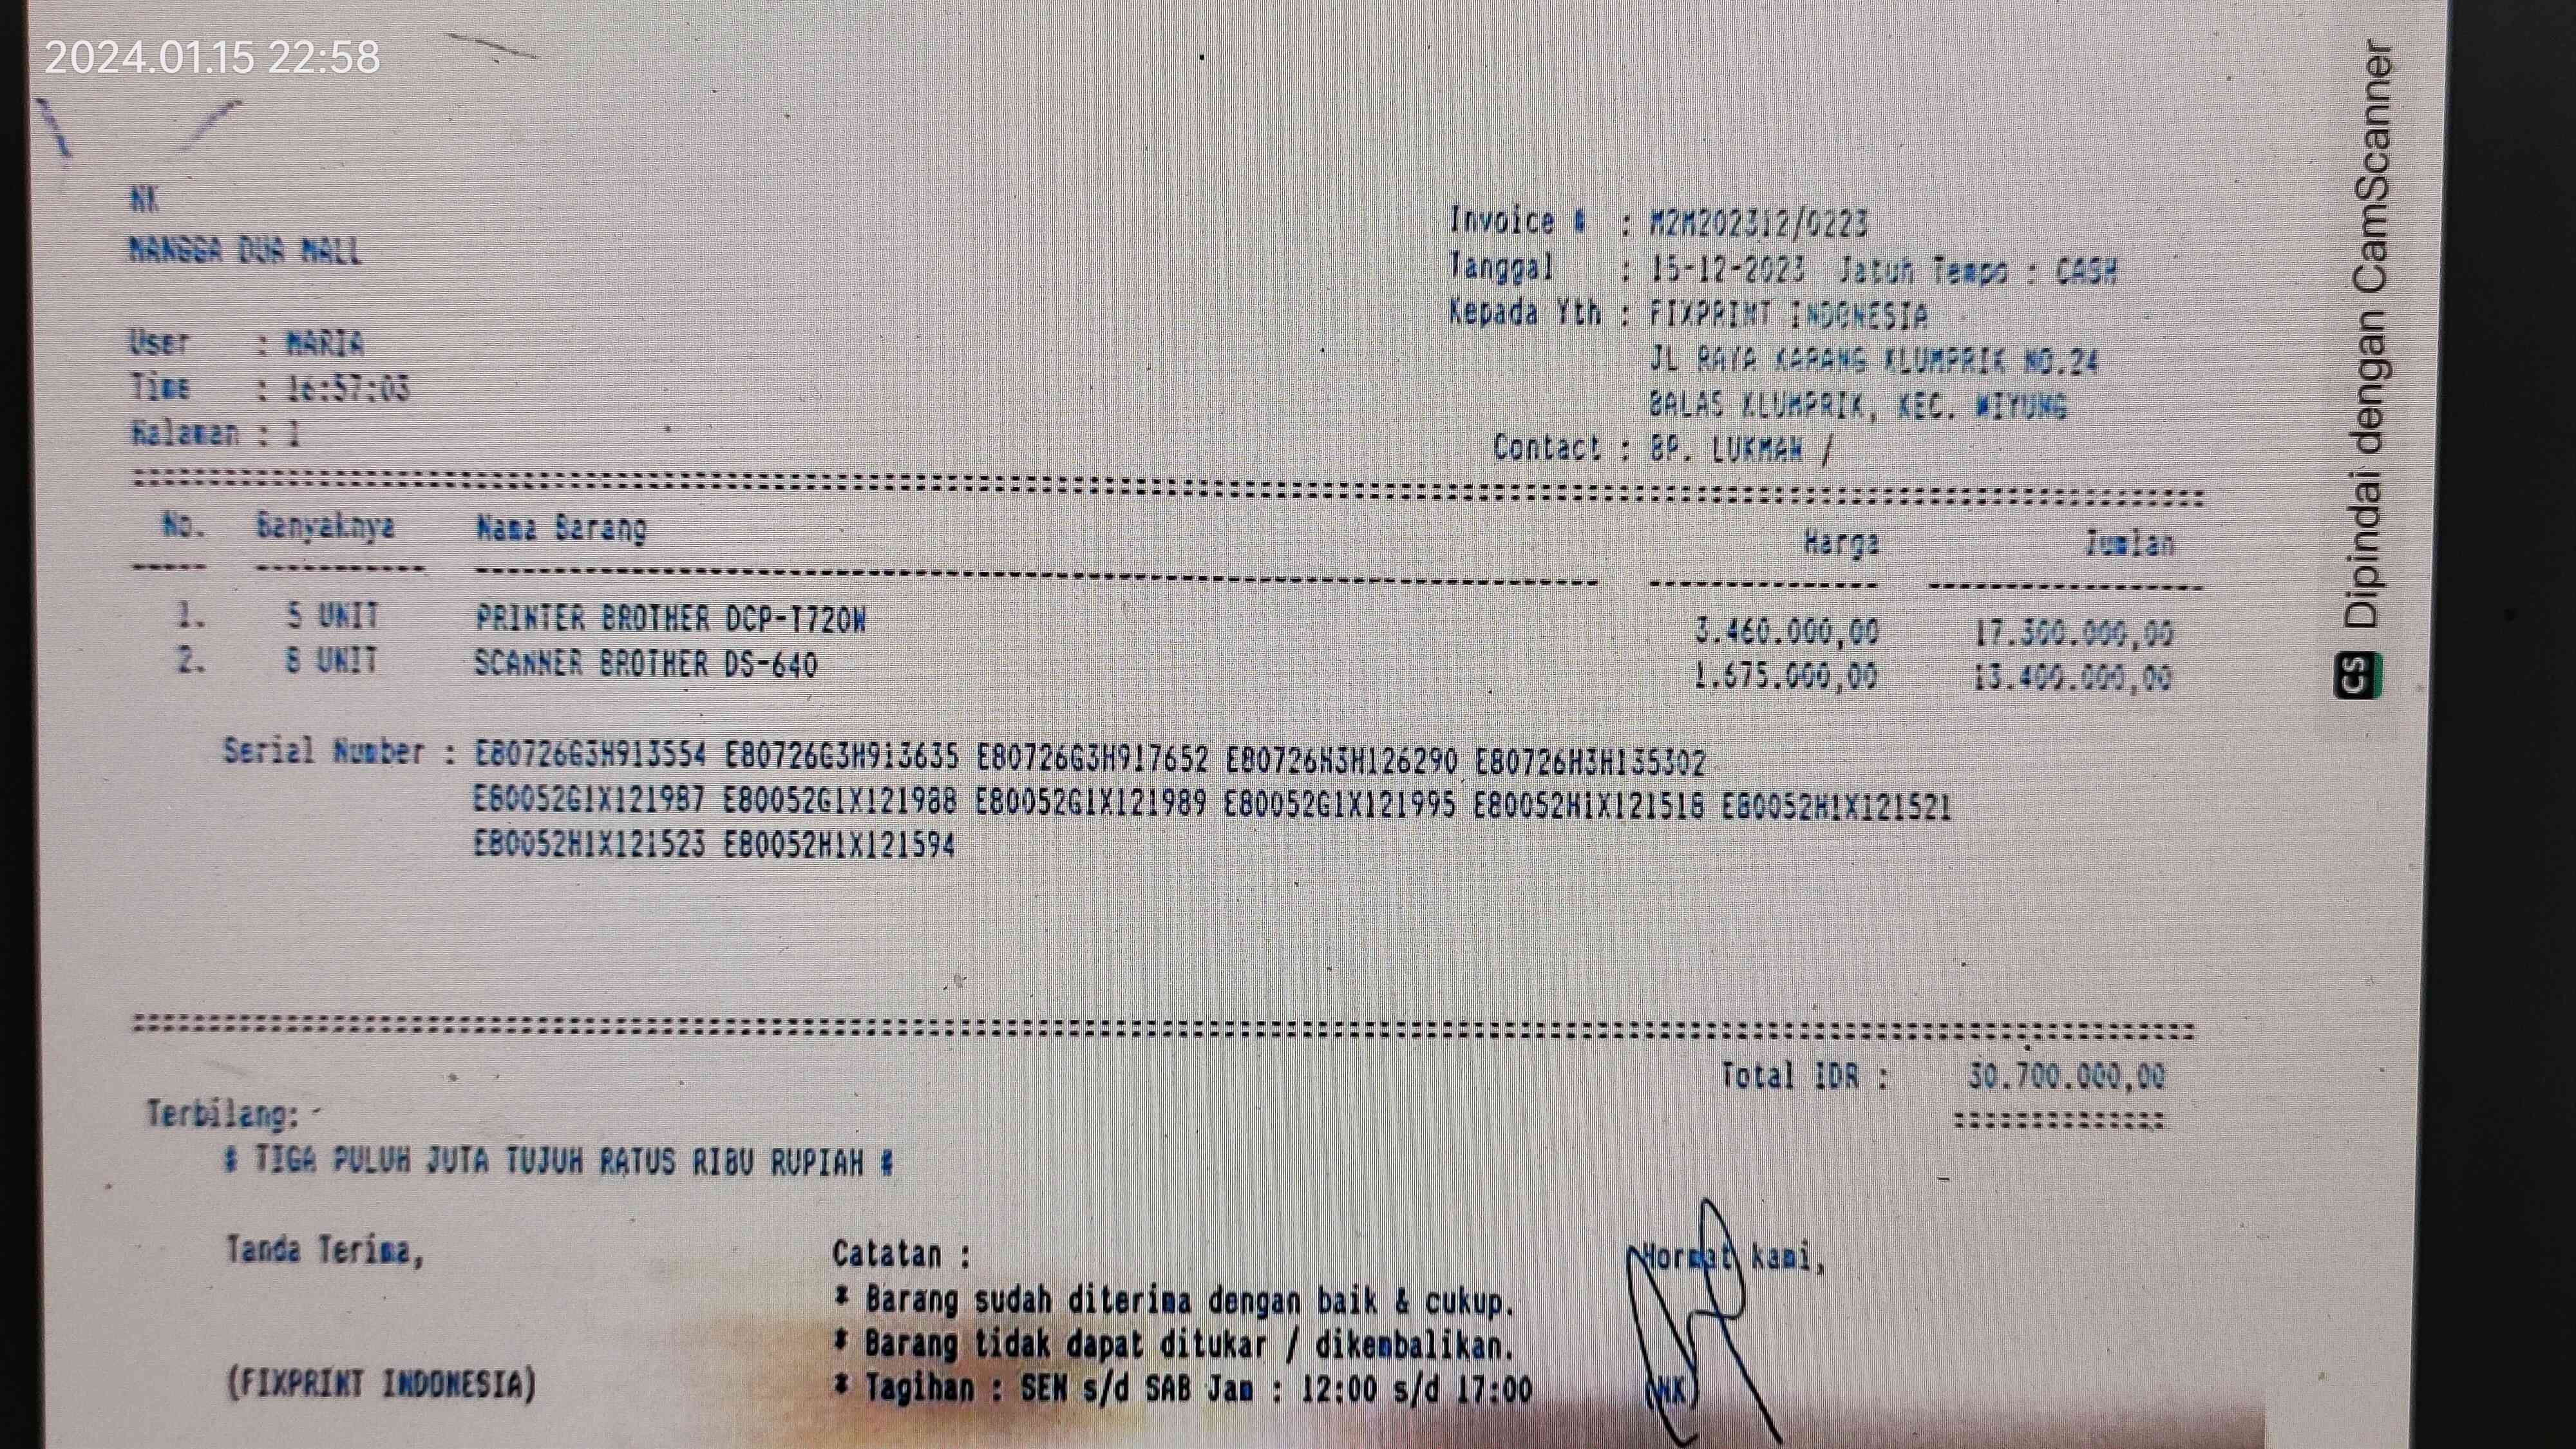 2024.01.15 22:58
NK
MANGGA DUA MALL
User : MARIA
Time : 16:57:03
Halaman : 1
Invoice # : M2M202312/0223
Tanggal : 15-12-2023 Jatuh Tempo : CASH
Kepada Yth : FIXPRINT INDONESIA
JL RAYA KARANG KLUMPRIK NO.24
BALAS KLUMPRIK, KEC. WIYUNG
Contact : BP. LUKMAN /
No. Banyaknya Nama Barang Harga Jumlah
1. 5 UNIT PRINTER BROTHER DCP-T720W 3.460.000,00 17.300.000,00
2. 8 UNIT SCANNER BROTHER DS-640 1.675.000,00 13.400.000,00
Serial Number : E80726G3H913554 E80726G3H913635 E80726G3H917652 E80726H3H126290 E80726H3H135302
E80052G1X121987 E80052G1X121988 E80052G1X121989 E80052G1X121995 E80052H1X121518 E80052H1X121521
E80052H1X121523 E80052H1X121594
Total IDR : 30.700.000,00
Terbilang:
# TIGA PULUH JUTA TUJUH RATUS RIBU RUPIAH #
Tanda Terima,
(FIXPRINT INDONESIA)
Catatan :
* Barang sudah diterima dengan baik & cukup.
* Barang tidak dapat ditukar / dikembalikan.
* Tagihan : SEN s/d SAB Jam : 12:00 s/d 17:00
Hormat kami,
(NK)
CS Dipindai dengan CamScanner